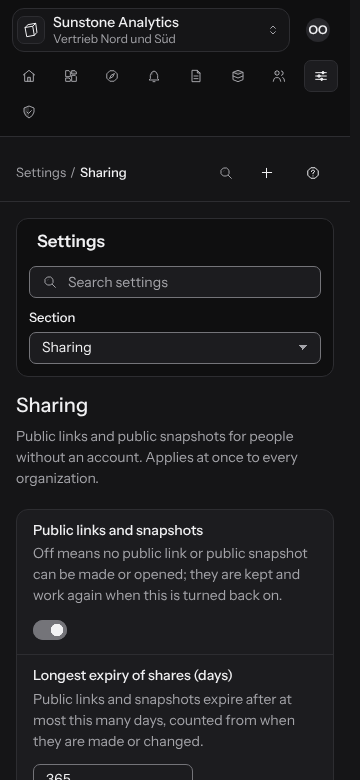 Sunstone Analytics
Vertrieb Nord und Süd
OO
Settings / Sharing
Settings
Search settings
Section
Sharing
Sharing
Public links and public snapshots for people
without an account. Applies at once to every
organization.
Public links and snapshots
Off means no public link or public snapshot
can be made or opened; they are kept and
work again when this is turned back on.
Longest expiry of shares (days)
Public links and snapshots expire after at
most this many days, counted from when
they are made or changed.
365